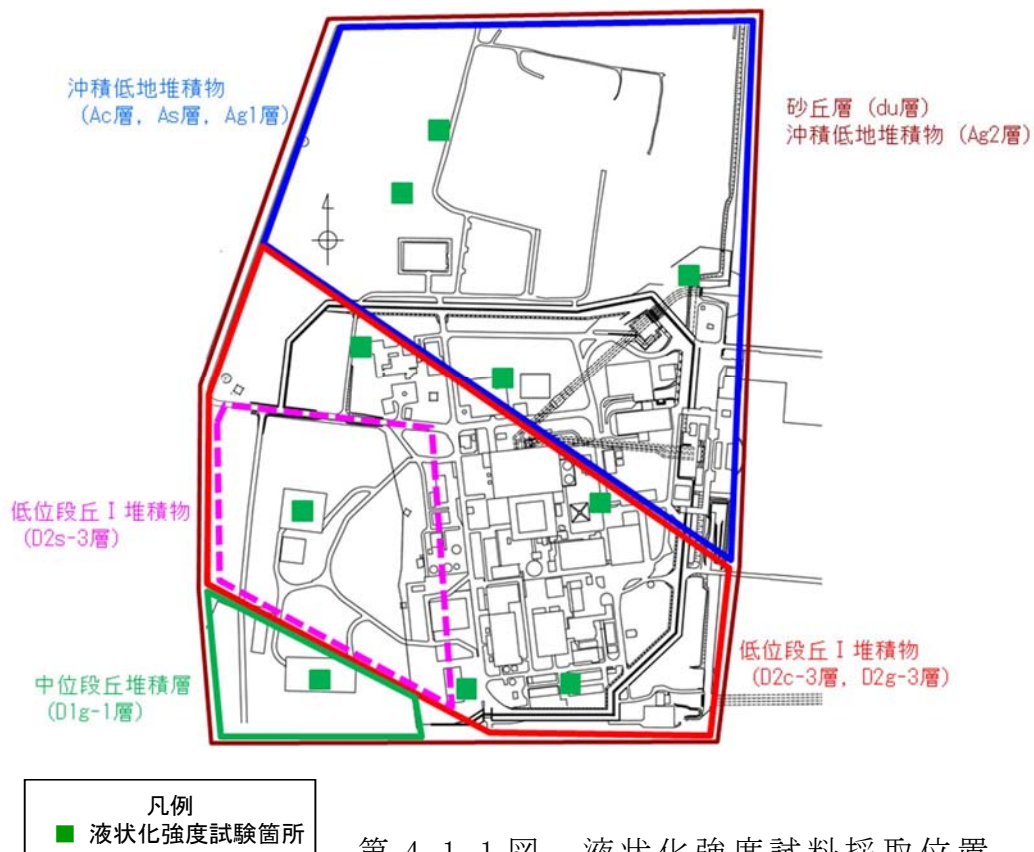 沖積低地堆積物
(Ac層, As層, Ag1層)
砂丘層 (du層)
沖積低地堆積物 (Ag2層)
低位段丘Ⅰ堆積物
(D2s-3層)
中位段丘堆積層
(D1g-1層)
低位段丘Ⅰ堆積物
(D2c-3層, D2g-3層)
凡例
■ 液状化強度試験箇所
第 4.1-1 図 液状化強度試料採取位置